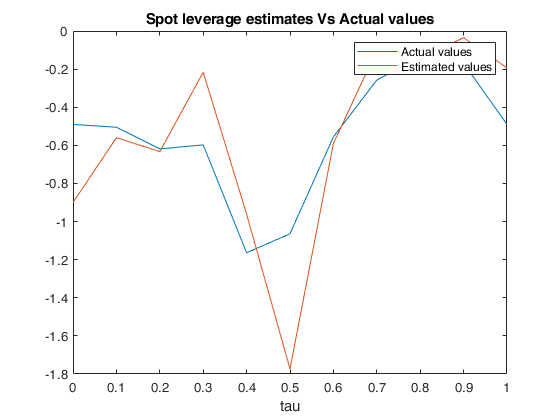 Spot leverage estimates Vs Actual values
Actual values
Estimated values
0
-0.2
-0.4
-0.6
-0.8
-1
-1.2
-1.4
-1.6
-1.8
0 0.1 0.2 0.3 0.4 0.5 0.6 0.7 0.8 0.9 1
tau